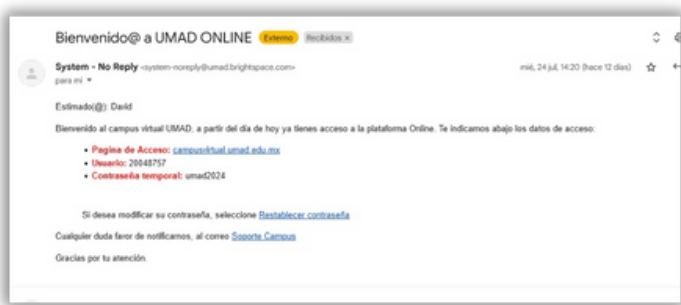 Bienvenido@ a UMAD ONLINE Externo Recibidos ×
System - No Reply <system-noreply@umad.brightspace.com> mié, 24 jul, 14:20 (hace 12 días)
para mí
Estimado(@): David
Bienvenido al campus virtual UMAD, a partir del día de hoy ya tienes acceso a la plataforma Online. Te indicamos abajo los datos de acceso:
• Pagina de Acceso: campusvirtual.umad.edu.mx
• Usuario: 20048757
• Contraseña temporal: umad2024
Si desea modificar su contraseña, seleccione Restablecer contraseña
Cualquier duda favor de notificarnos, al correo Soporte Campus
Gracias por tu atención.